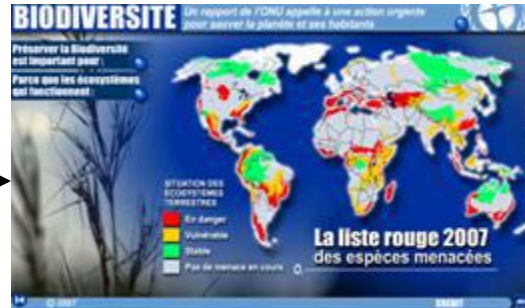 BIODIVERSITE
Un rapport de l'ONU appelle à une action urgente
pour sauver la planète et ses habitants
Préserver la Biodiversité
est important pour :
Parce que les écosystèmes
qui fonctionnent :
SITUATION DES
ECOSYSTEMES
TERRESTRES
En danger
Vulnérable
Stable
Pas de menace en cours
La liste rouge 2007
des espèces menacées
© 2007
CREDIT